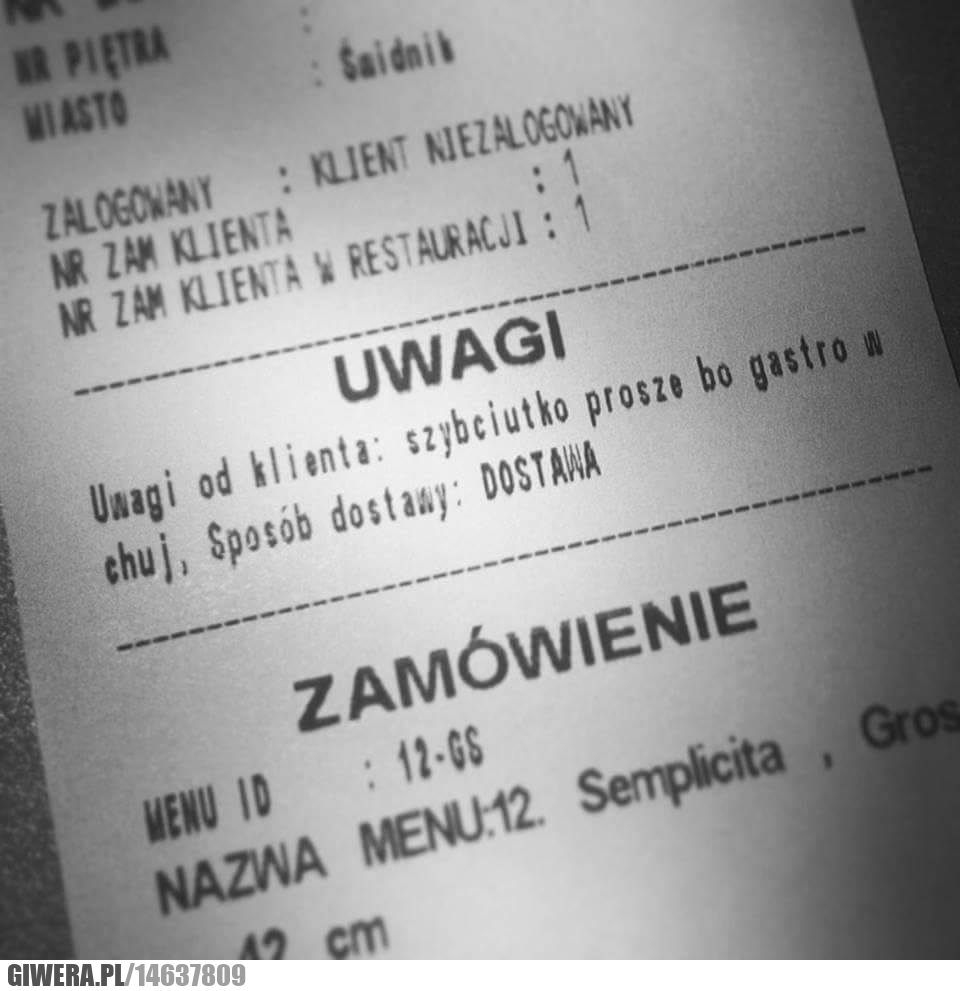 NR PIĘTRA :
MIASTO : Śaidnik
ZALOGOWANY : KLIENT NIEZALOGOWANY
NR ZAM KLIENTA : 1
NR ZAM KLIENTA W RESTAURACJI : 1
UWAGI
Uwagi od klienta: szybciutko prosze bo gastro w
chuj, Sposób dostawy: DOSTAWA
ZAMÓWIENIE
MENU ID : 12-GS
NAZWA MENU:12. Semplicita , Gros
42 cm
GIWERA.PL/14637809